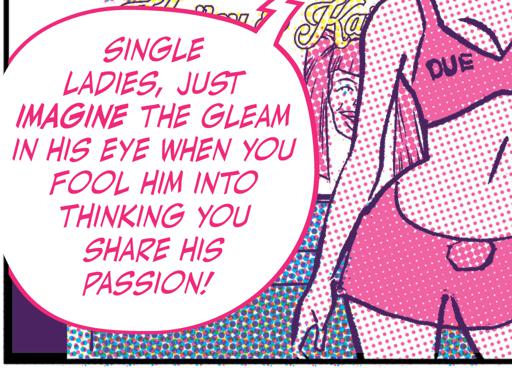 SINGLE
LADIES, JUST
IMAGINE THE GLEAM
IN HIS EYE WHEN YOU
FOOL HIM INTO
THINKING YOU
SHARE HIS
PASSION!
DUE